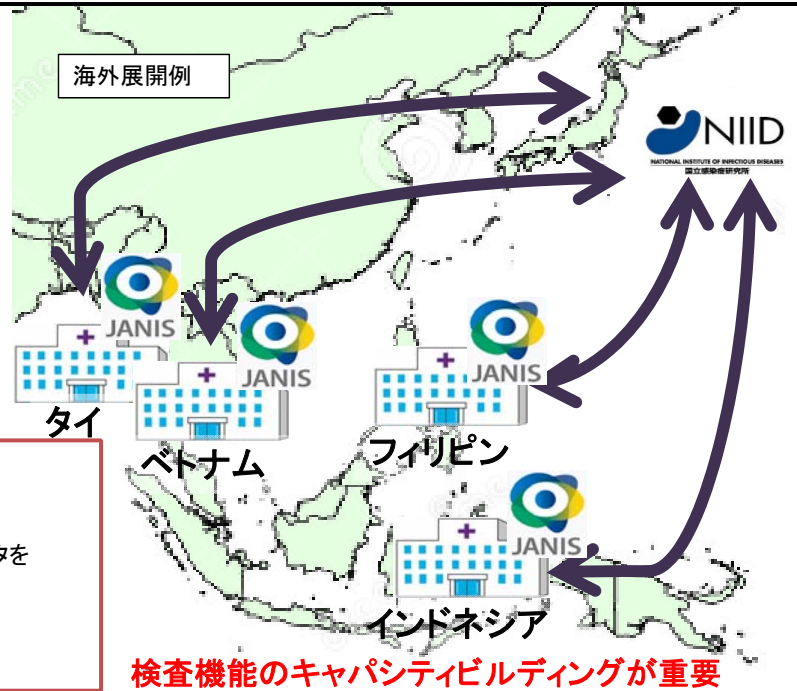 海外展開例
NIID
NATIONAL INSTITUTE OF INFECTIOUS DISEASES
国立感染症研究所
JANIS
JANIS
JANIS
タイ
ベトナム
フィリピン
タを
JANIS
インドネシア
検査機能のキャパシティビルディングが重要